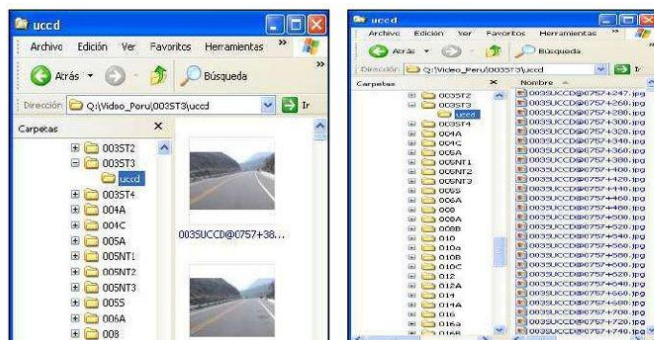 uccd
Archivo Edición Ver Favoritos Herramientas »
Atrás Búsqueda »
Dirección Q:\Video_Peru\003ST3\uccd Ir
Carpetas X
003ST2
003ST3
uccd
003ST4
004A
004C
005A
005NT1
005NT2
005NT3
005S
006A
008
003SUCCD@0757+38...
uccd
Archivo Edición Ver Favoritos Herramientas »
Atrás Búsqueda
Dirección Q:\Video_Peru\003ST3\uccd Ir
Carpetas × Nombre
003ST2
003ST3
uccd
003ST4
004A
004C
005A
005NT1
005NT2
005NT3
005S
006A
008
008A
008B
010
010a
010B
010C
012
012A
014
014A
016
016a
016B
003SUCCD@0757+247.jpg
003SUCCD@0757+260.jpg
003SUCCD@0757+280.jpg
003SUCCD@0757+300.jpg
003SUCCD@0757+320.jpg
003SUCCD@0757+340.jpg
003SUCCD@0757+360.jpg
003SUCCD@0757+380.jpg
003SUCCD@0757+400.jpg
003SUCCD@0757+420.jpg
003SUCCD@0757+440.jpg
003SUCCD@0757+460.jpg
003SUCCD@0757+480.jpg
003SUCCD@0757+500.jpg
003SUCCD@0757+520.jpg
003SUCCD@0757+540.jpg
003SUCCD@0757+560.jpg
003SUCCD@0757+580.jpg
003SUCCD@0757+600.jpg
003SUCCD@0757+620.jpg
003SUCCD@0757+640.jpg
003SUCCD@0757+660.jpg
003SUCCD@0757+680.jpg
003SUCCD@0757+700.jpg
003SUCCD@0757+720.jpg
003SUCCD@0757+740.jpg